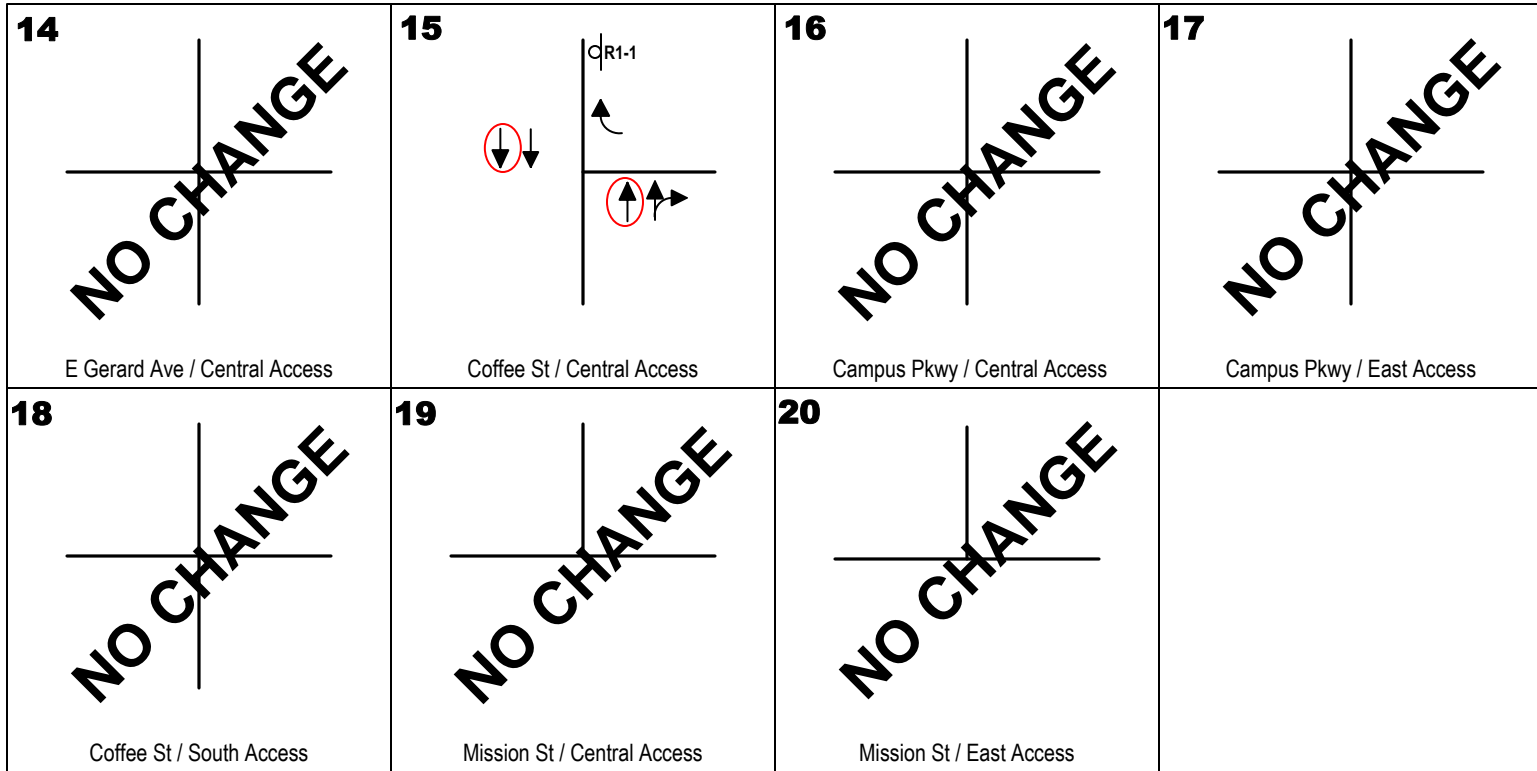 14
NO CHANGE
E Gerard Ave / Central Access
15
R1-1
Coffee St / Central Access
16
NO CHANGE
Campus Pkwy / Central Access
17
NO CHANGE
Campus Pkwy / East Access
18
NO CHANGE
Coffee St / South Access
19
NO CHANGE
Mission St / Central Access
20
NO CHANGE
Mission St / East Access